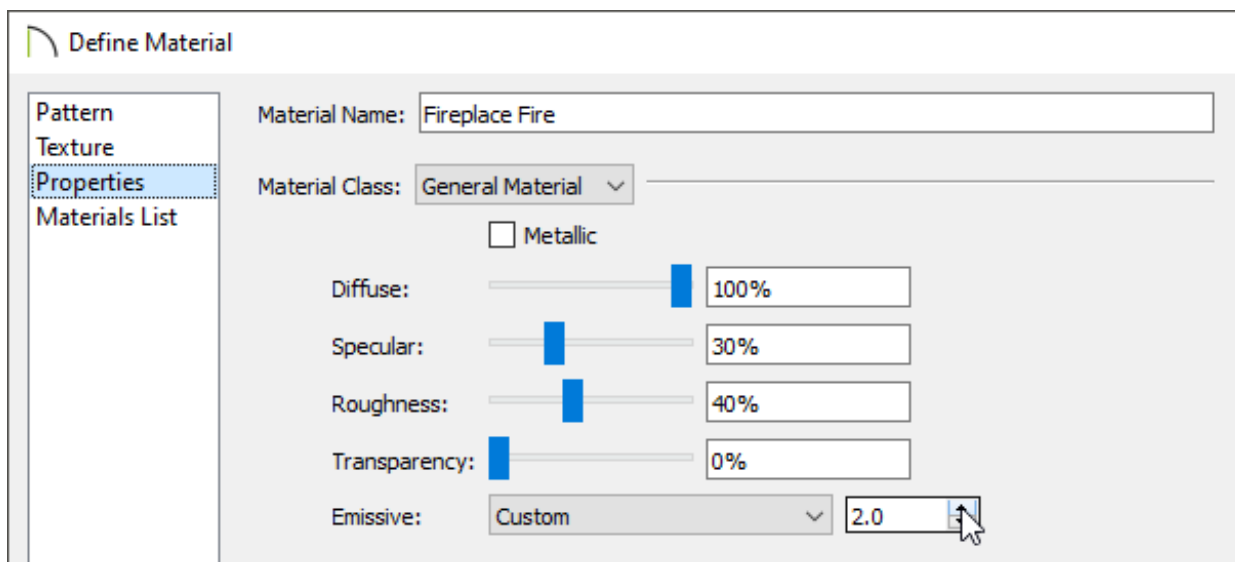 Define Material
Pattern
Texture
Properties
Materials List
Material Name: Fireplace Fire
Material Class: General Material
Metallic
Diffuse: 100%
Specular: 30%
Roughness: 40%
Transparency: 0%
Emissive: Custom 2.0